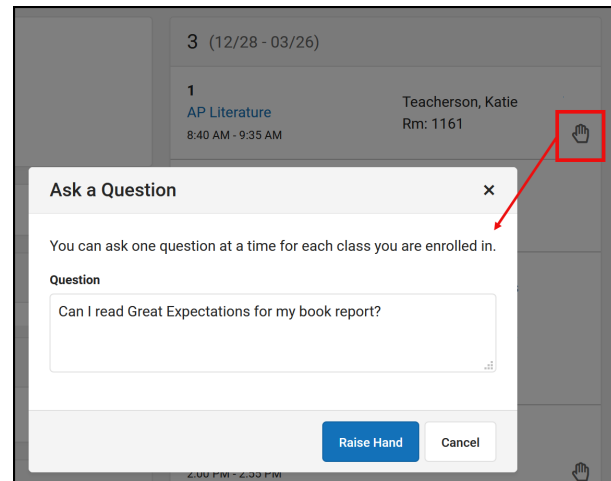 3 (12/28 - 03/26)
1
AP Literature
8:40 AM - 9:35 AM
Teacherson, Katie
Rm: 1161
Ask a Question
×
You can ask one question at a time for each class you are enrolled in.
Question
Can I read Great Expectations for my book report?
Raise Hand
Cancel
2:00 PM - 2:55 PM